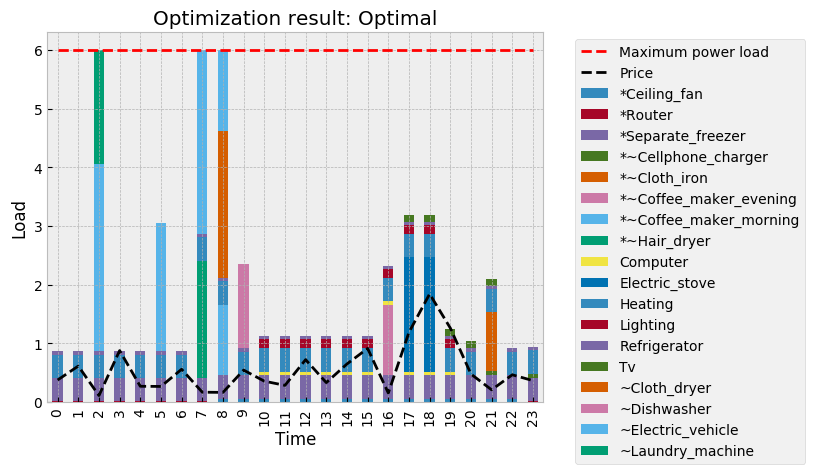 Optimization result: Optimal
Load
6
5
4
3
2
1
0
0 1 2 3 4 5 6 7 8 9 10 11 12 13 14 15 16 17 18 19 20 21 22 23
Time
Maximum power load
Price
*Ceiling_fan
*Router
*Separate_freezer
*~Cellphone_charger
*~Cloth_iron
*~Coffee_maker_evening
*~Coffee_maker_morning
*~Hair_dryer
Computer
Electric_stove
Heating
Lighting
Refrigerator
Tv
~Cloth_dryer
~Dishwasher
~Electric_vehicle
~Laundry_machine